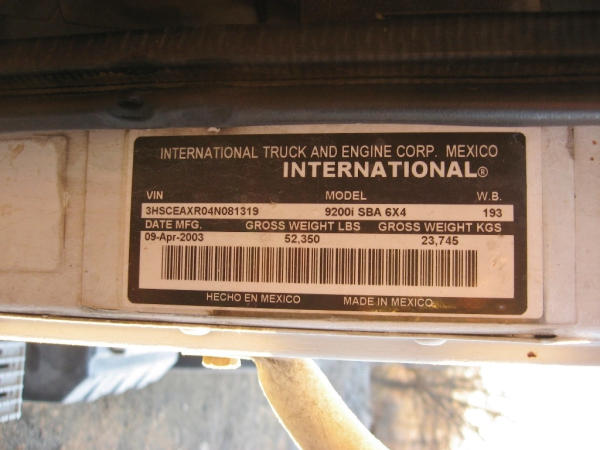 INTERNATIONAL TRUCK AND ENGINE CORP. MEXICO
INTERNATIONAL®
VIN MODEL W.B.
3HSCEAXR04N081319 9200i SBA 6X4 193
DATE MFG. GROSS WEIGHT LBS GROSS WEIGHT KGS
09-Apr-2003 52,350 23,745
HECHO EN MEXICO MADE IN MEXICO